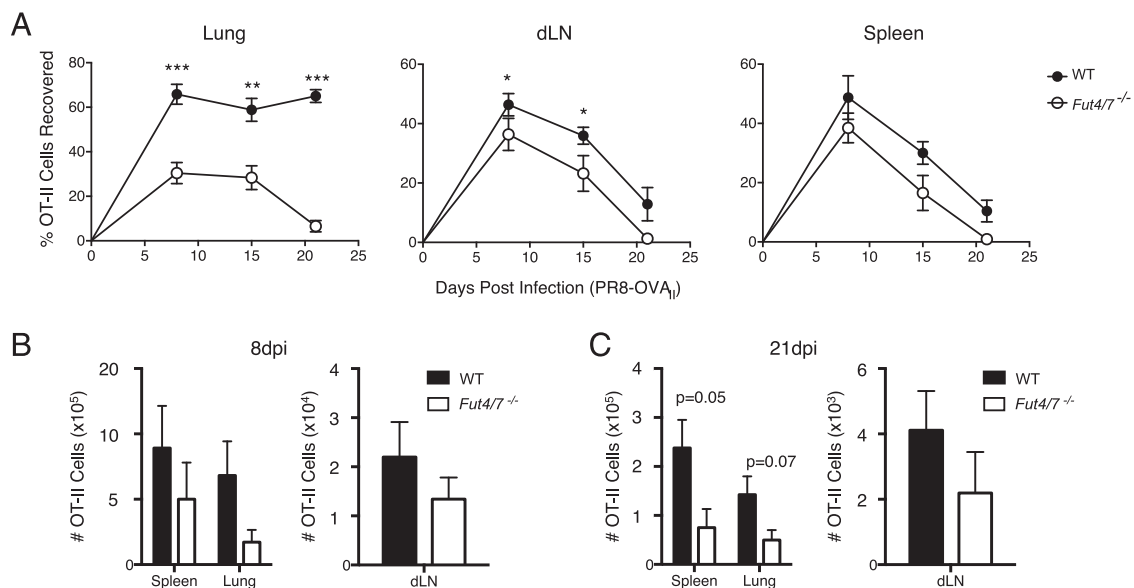 A
Lung
dLN
Spleen
% OT-II Cells Recovered
80
60
40
20
0
***
**
***
0 5 10 15 20 25
60
40
20
0
*
*
0 5 10 15 20 25
60
40
20
0
0 5 10 15 20 25
WT
Fut4/7 -/-
Days Post Infection (PR8-OVAII)
B
8dpi
# OT-II Cells (x10⁵)
20
10
5
0
Spleen Lung
# OT-II Cells (x10⁴)
4
3
2
1
0
dLN
WT
Fut4/7 -/-
C
21dpi
# OT-II Cells (x10⁵)
4
3
2
1
0
p=0.05
p=0.07
Spleen Lung
# OT-II Cells (x10³)
6
4
2
0
dLN
WT
Fut4/7 -/-